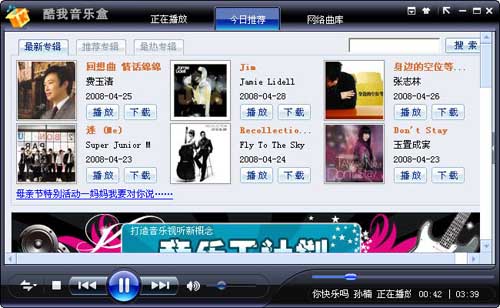 酷我音乐盒
正在播放 今日推荐 网络曲库
最新专辑 推荐专辑 最热专辑 搜 索
回想曲 情话绵绵 Jim 身边的空位等...
费玉清 Jamie Lidell 张志林
2008-04-25 2008-04-28 2008-04-23
播放 下载 播放 下载 播放 下载
迷 (Me) Recollectio... Don't Stay
Super Junior M Fly To The Sky 玉置成実
2008-04-23 2008-04-24 2008-04-23
播放 下载 播放 下载 播放 下载
母亲节特别活动—妈妈我要对你说……
打造音乐视听新概念
你快乐吗 孙楠 正在播放 00:42 | 03:39